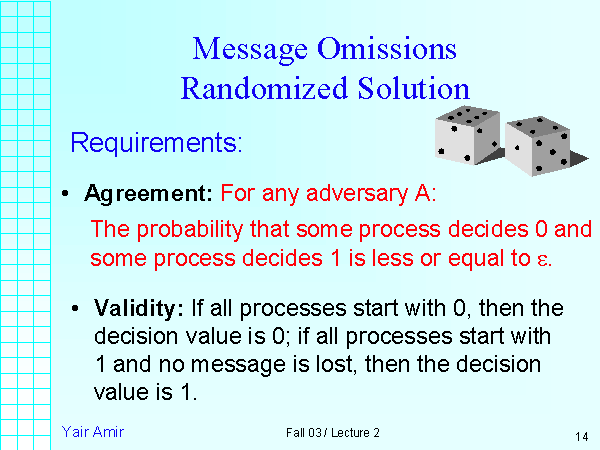 Message Omissions
Randomized Solution
Requirements:
• Agreement: For any adversary A:
The probability that some process decides 0 and
some process decides 1 is less or equal to ε.
• Validity: If all processes start with 0, then the
decision value is 0; if all processes start with
1 and no message is lost, then the decision
value is 1.
Yair Amir
Fall 03 / Lecture 2
14